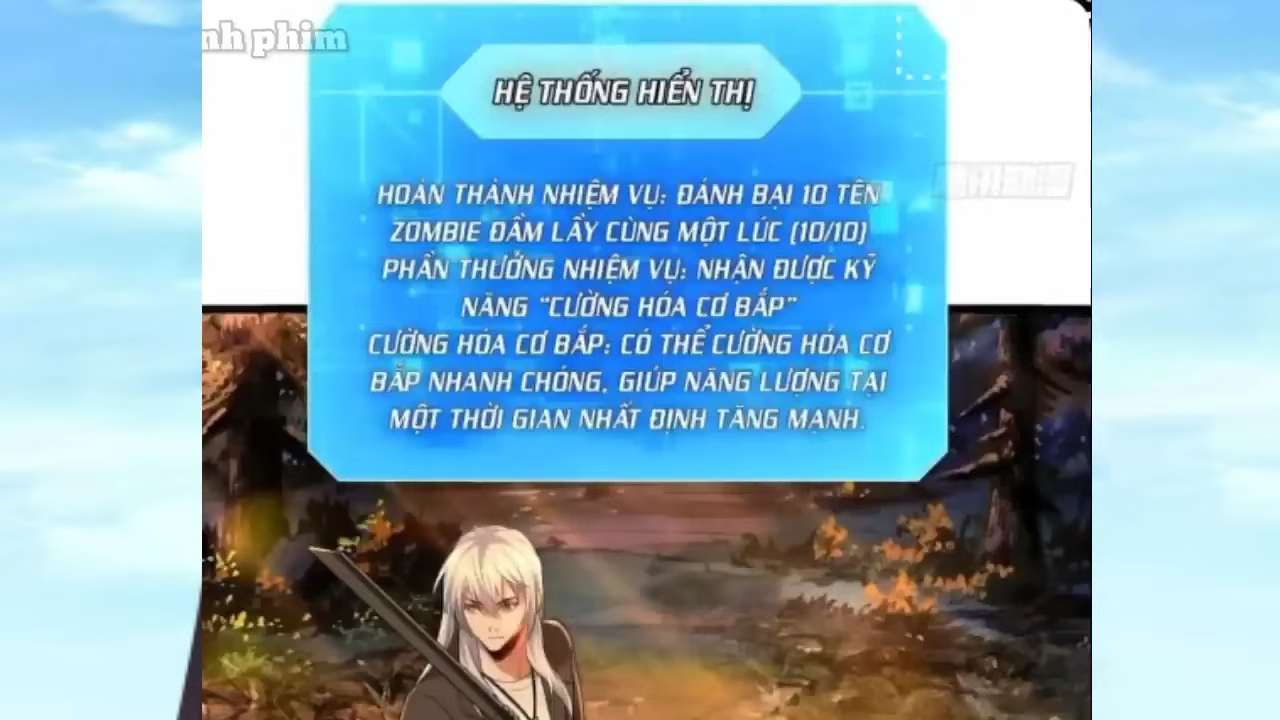 nh phim
HỆ THỐNG HIỂN THỊ
HOÀN THÀNH NHIỆM VỤ: ĐÁNH BẠI 10 TÊN
ZOMBIE ĐẦM LẦY CÙNG MỘT LÚC (10/10)
PHẦN THƯỞNG NHIỆM VỤ: NHẬN ĐƯỢC KỸ
NĂNG "CƯỜNG HÓA CƠ BẮP"
CƯỜNG HÓA CƠ BẮP: CÓ THỂ CƯỜNG HÓA CƠ
BẮP NHANH CHÓNG, GIÚP NĂNG LƯỢNG TẠI
MỘT THỜI GIAN NHẤT ĐỊNH TĂNG MẠNH.